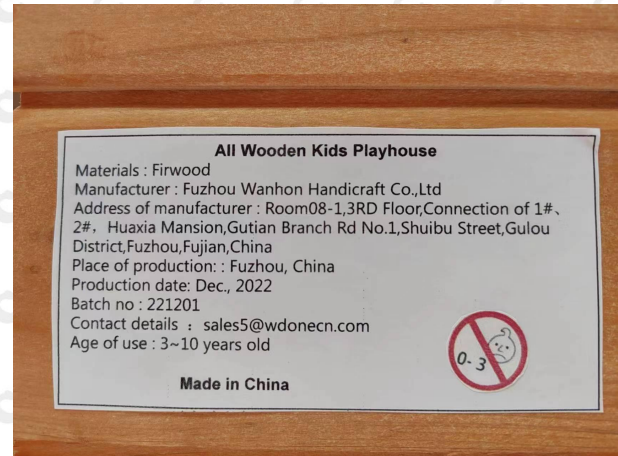 All Wooden Kids Playhouse
Materials : Firwood
Manufacturer : Fuzhou Wanhon Handicraft Co.,Ltd
Address of manufacturer : Room08-1,3RD Floor,Connection of 1#、
2#，Huaxia Mansion,Gutian Branch Rd No.1,Shuibu Street,Gulou
District,Fuzhou,Fujian,China
Place of production: : Fuzhou, China
Production date: Dec., 2022
Batch no : 221201
Contact details ：sales5@wdonecn.com
Age of use : 3~10 years old
0-3
Made in China